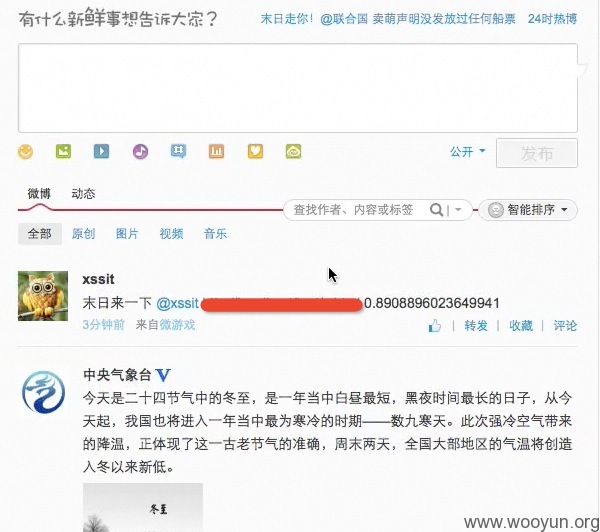 有什么新鲜事想告诉大家?
末日走你! @联合国 卖萌声明没发放过任何船票 24时热博
公开 发布
微博 动态
查找作者、内容或标签 智能排序
全部 原创 图片 视频 音乐
xssit
末日来一下 @xssit 0.8908896023649941
3分钟前 来自微游戏 转发 收藏 评论
中央气象台 V
今天是二十四节气中的冬至，是一年当中白昼最短，黑夜时间最长的日子，从今
天起，我国也将进入一年当中最为寒冷的时期——数九寒天。此次强冷空气带来
的降温，正体现了这一古老节气的准确，周末两天，全国大部地区的气温将创造
入冬以来新低。
冬至
www.wooyun.org